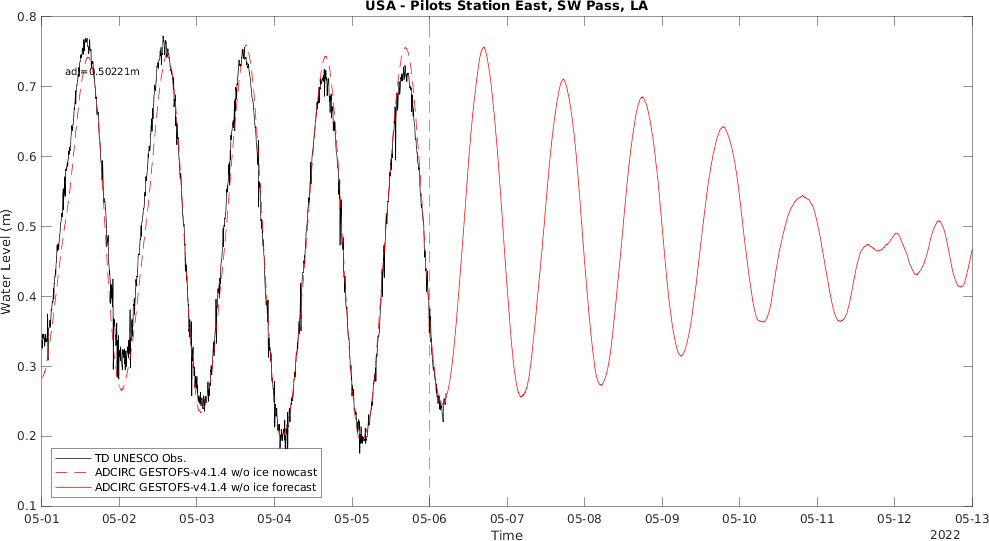 USA - Pilots Station East, SW Pass, LA
0.8
0.7
0.6
0.5
0.4
0.3
0.2
0.1
Water Level (m)
adj=0.50221m
TD UNESCO Obs.
ADCIRC GESTOFS-v4.1.4 w/o ice nowcast
ADCIRC GESTOFS-v4.1.4 w/o ice forecast
05-01 05-02 05-03 05-04 05-05 05-06 05-07 05-08 05-09 05-10 05-11 05-12 05-13
Time
2022